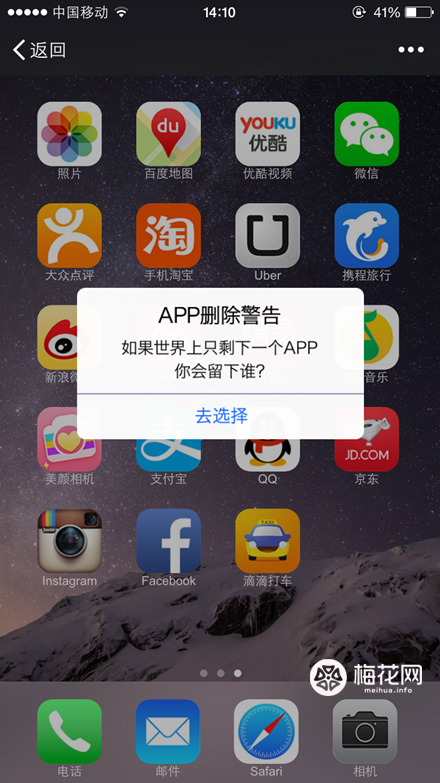 中国移动 14:10 41%
返回
du YOUKU 优酷
照片 百度地图 优酷视频 微信
淘 U
大众点评 手机淘宝 Uber 携程旅行
APP删除警告
如果世界上只剩下一个APP
你会留下谁?
新浪微 音乐
去选择
JD.COM
美颜相机 支付宝 QQ 京东
TAXI
Instagram Facebook 滴滴打车
梅花网
meihua.info
电话 邮件 Safari 相机